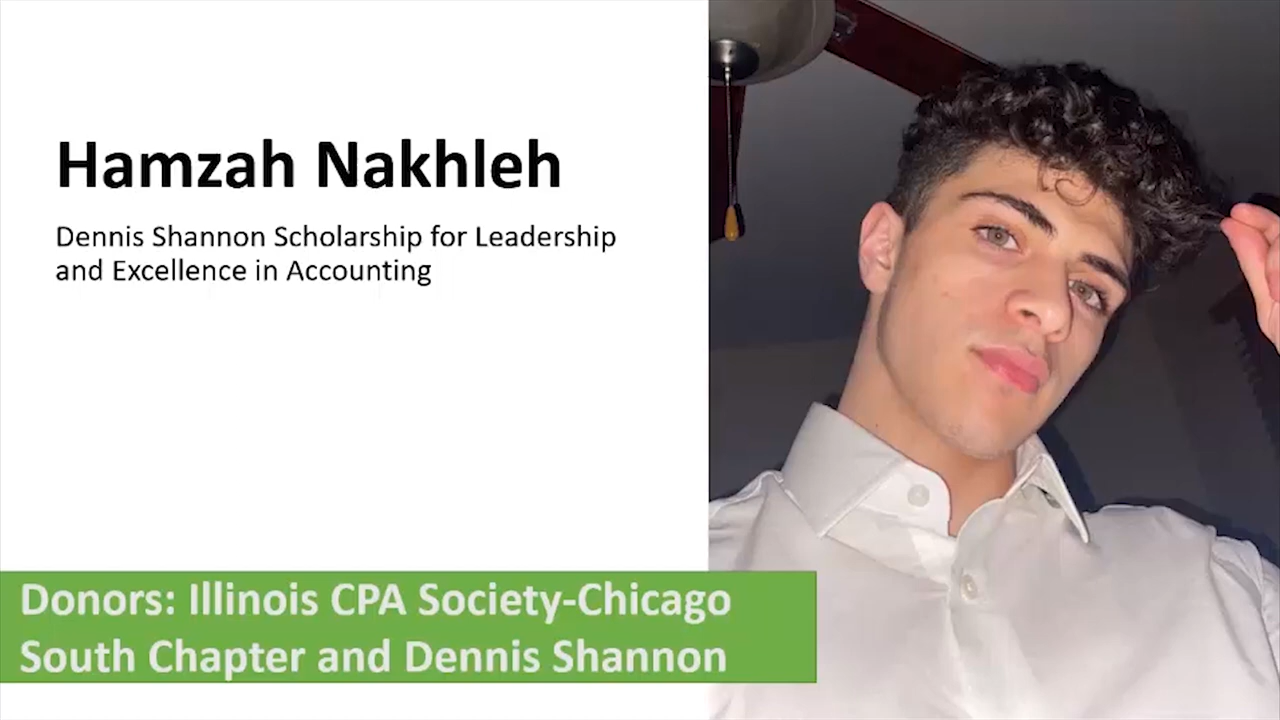 Hamzah Nakhleh
Dennis Shannon Scholarship for Leadership
and Excellence in Accounting
Donors: Illinois CPA Society-Chicago
South Chapter and Dennis Shannon